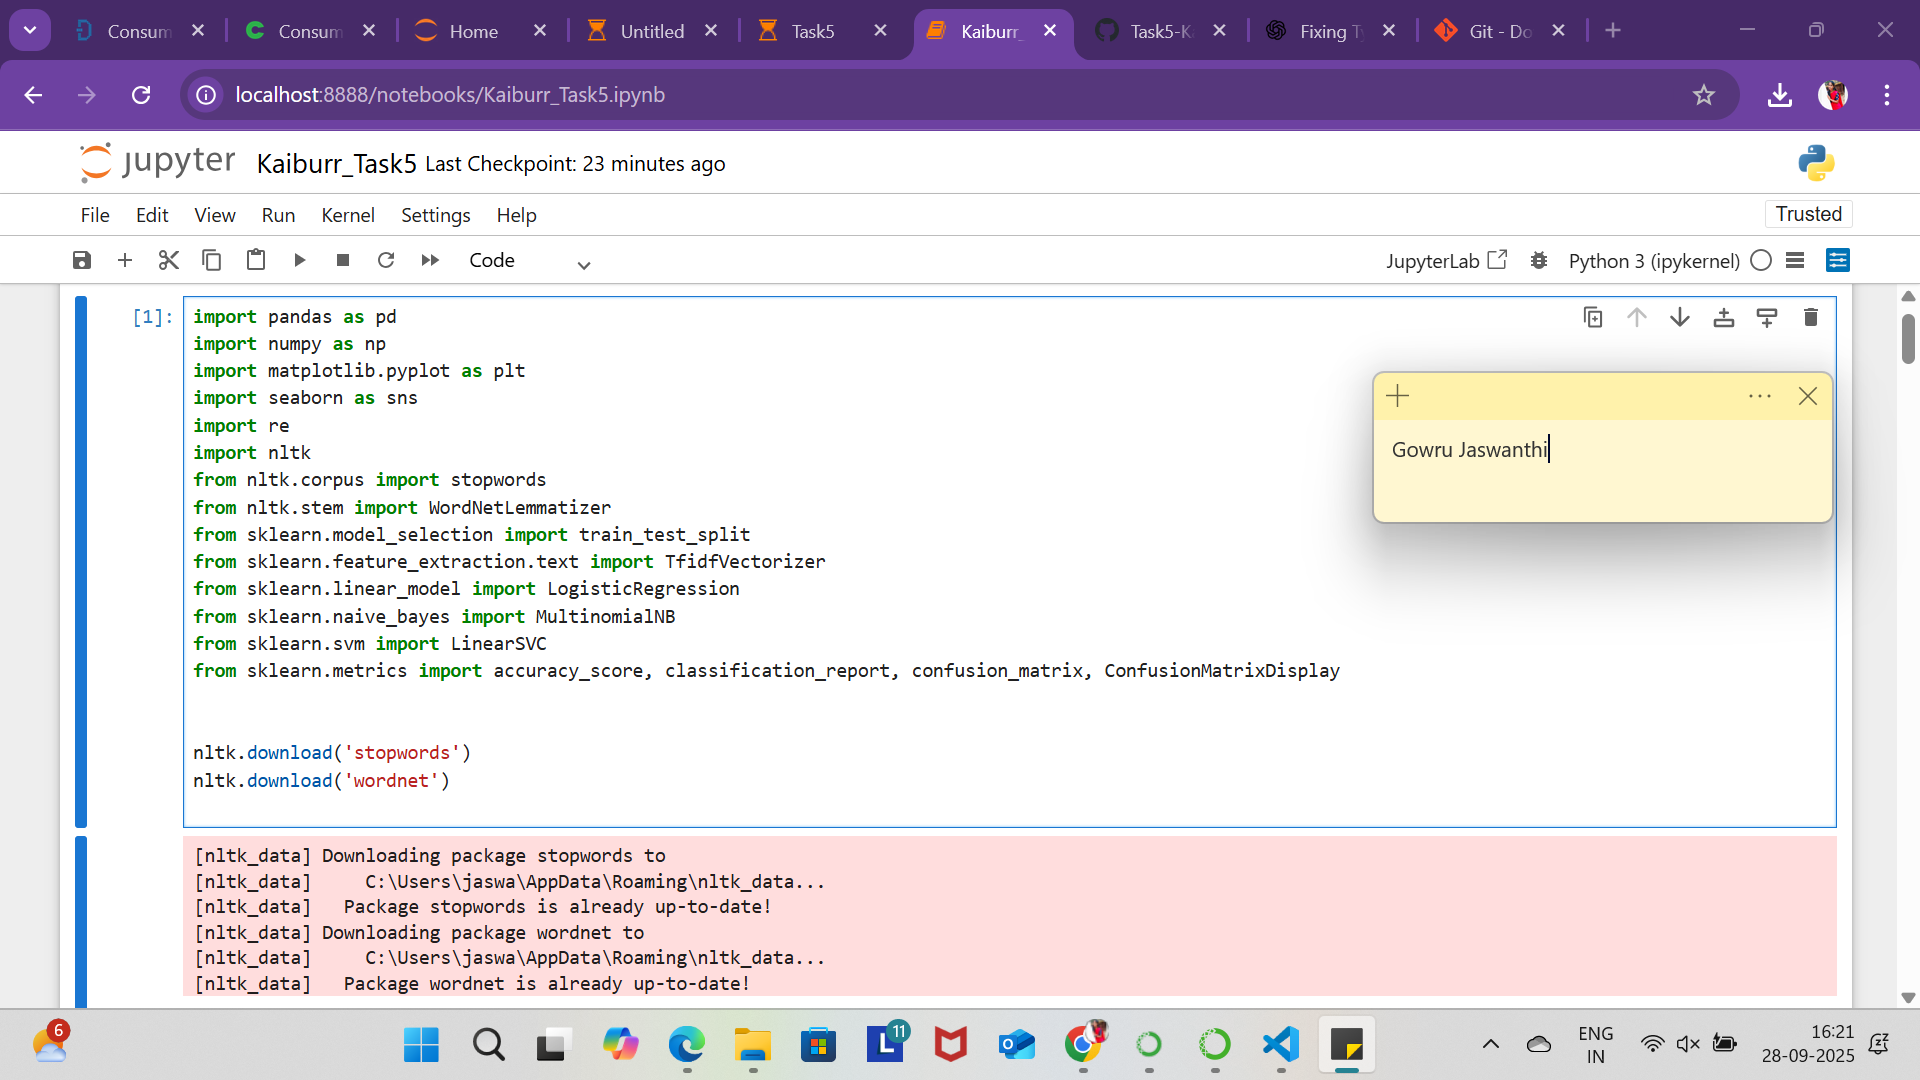 Consum
Consum
Home
Untitled
Task5
Kaiburr_
Task5-K
Fixing Ty
Git - Do
localhost:8888/notebooks/Kaiburr_Task5.ipynb
jupyter Kaiburr_Task5 Last Checkpoint: 23 minutes ago
File Edit View Run Kernel Settings Help Trusted
Code JupyterLab Python 3 (ipykernel)
[1]: import pandas as pd
import numpy as np
import matplotlib.pyplot as plt
import seaborn as sns
import re
import nltk
from nltk.corpus import stopwords
from nltk.stem import WordNetLemmatizer
from sklearn.model_selection import train_test_split
from sklearn.feature_extraction.text import TfidfVectorizer
from sklearn.linear_model import LogisticRegression
from sklearn.naive_bayes import MultinomialNB
from sklearn.svm import LinearSVC
from sklearn.metrics import accuracy_score, classification_report, confusion_matrix, ConfusionMatrixDisplay
nltk.download('stopwords')
nltk.download('wordnet')
Gowru Jaswanthi
[nltk_data] Downloading package stopwords to
[nltk_data]     C:\Users\jaswa\AppData\Roaming\nltk_data...
[nltk_data]   Package stopwords is already up-to-date!
[nltk_data] Downloading package wordnet to
[nltk_data]     C:\Users\jaswa\AppData\Roaming\nltk_data...
[nltk_data]   Package wordnet is already up-to-date!
6
L 11
ENG
IN
16:21
28-09-2025